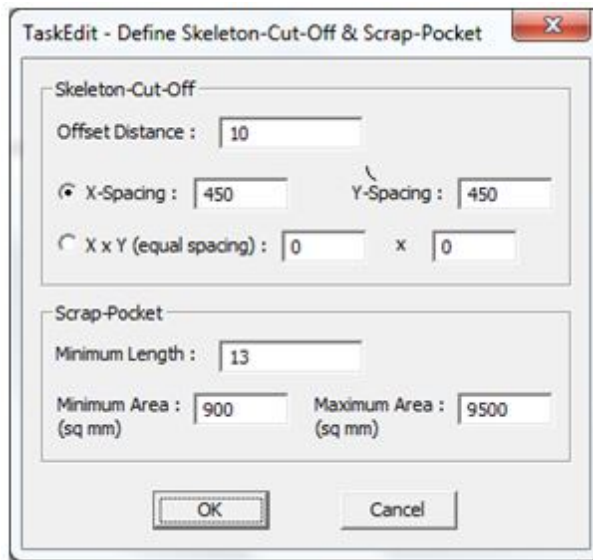 TaskEdit - Define Skeleton-Cut-Off & Scrap-Pocket
Skeleton-Cut-Off
Offset Distance : 10
X-Spacing : 450 Y-Spacing : 450
X x Y (equal spacing) : 0 x 0
Scrap-Pocket
Minimum Length : 13
Minimum Area : 900 Maximum Area : 9500
(sq mm) (sq mm)
OK Cancel